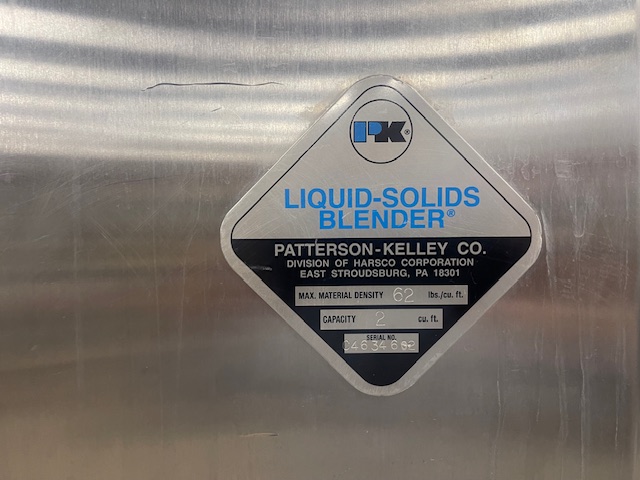 PK®
LIQUID-SOLIDS
BLENDER®
PATTERSON-KELLEY CO.
DIVISION OF HARSCO CORPORATION
EAST STROUDSBURG, PA 18301
MAX. MATERIAL DENSITY 62 lbs./cu. ft.
CAPACITY 2 cu. ft.
SERIAL NO.